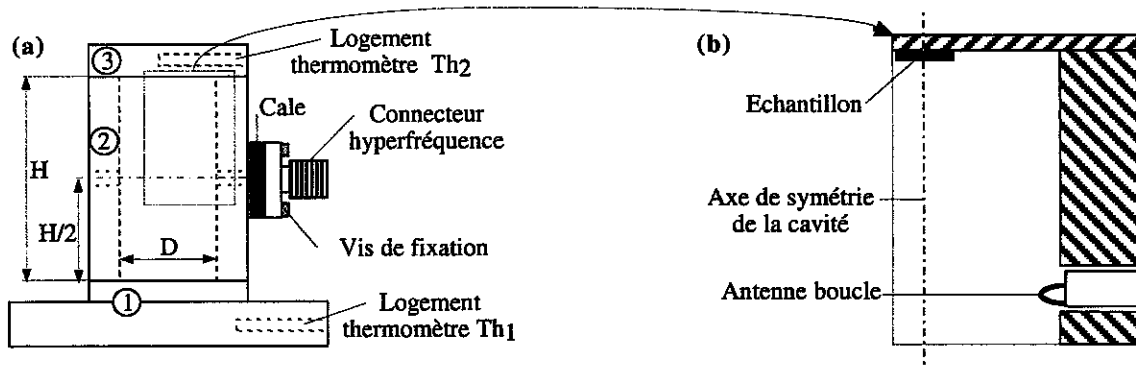 (a)
Logement
thermomètre Th2
3
Cale
Connecteur
hyperfréquence
2
H
H/2
D
Vis de fixation
1
Logement
thermomètre Th1
(b)
Echantillon
Axe de symétrie
de la cavité
Antenne boucle